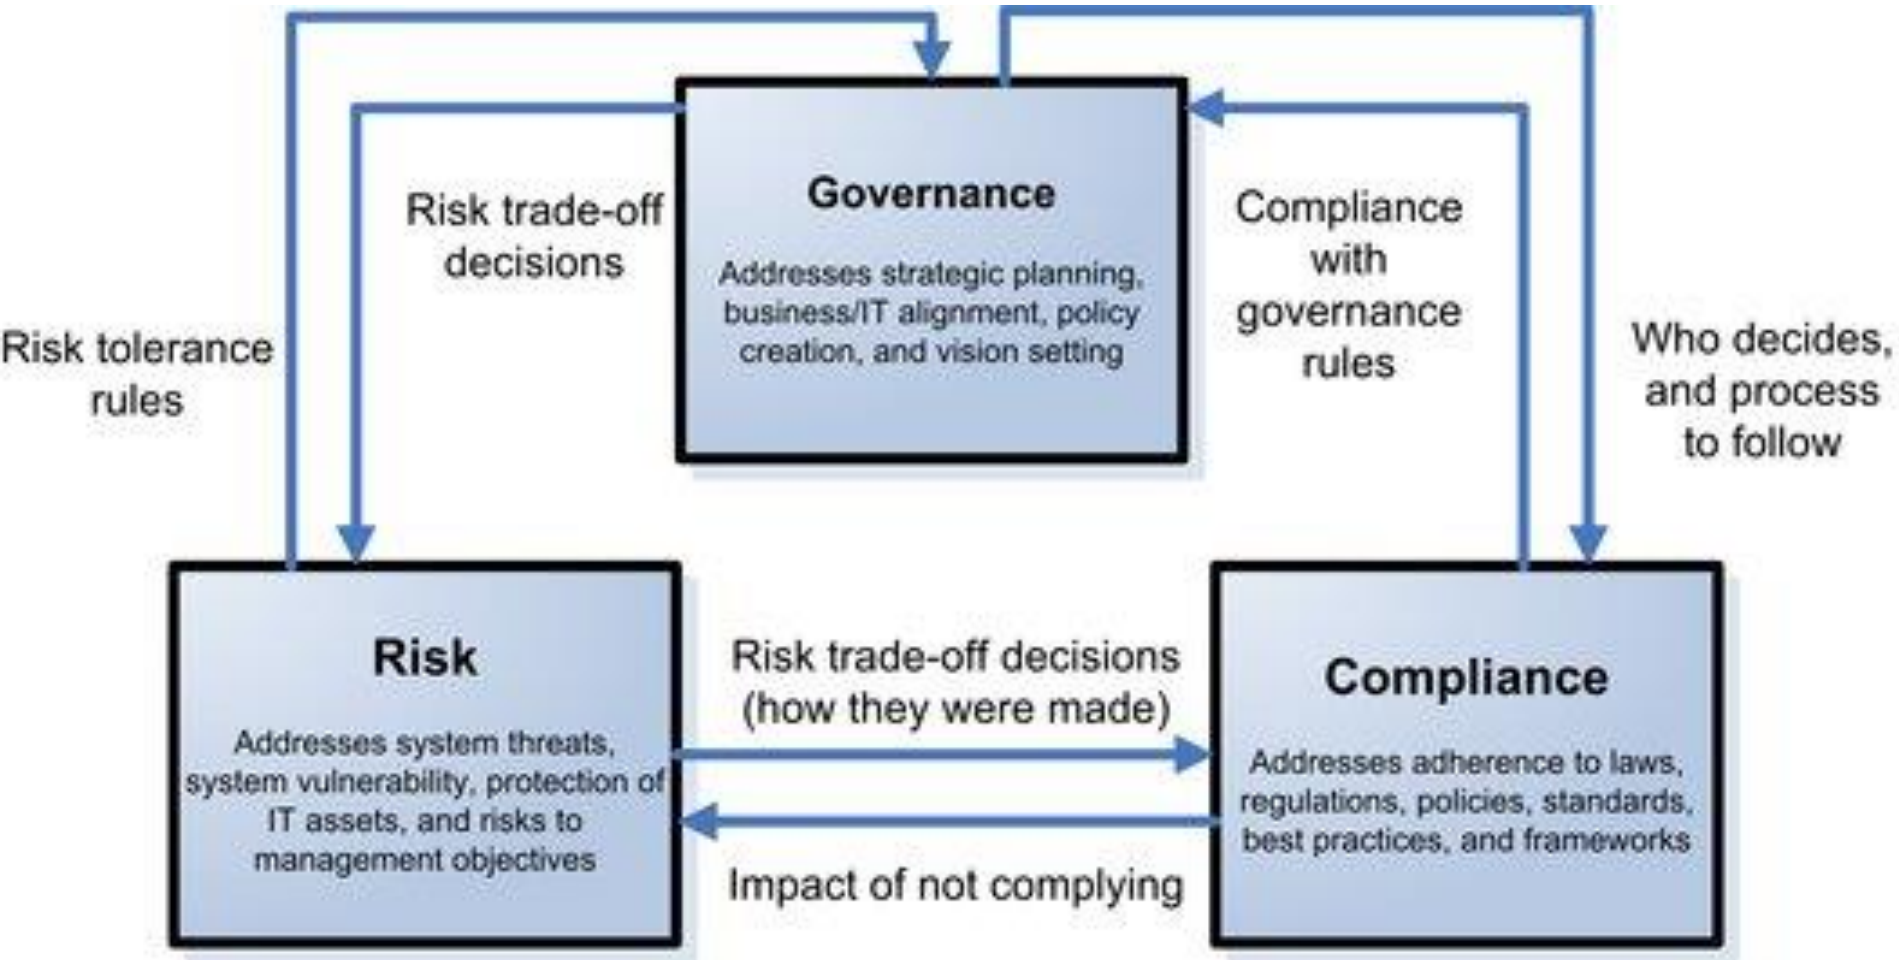 Governance
Addresses strategic planning,
business/IT alignment, policy
creation, and vision setting
Risk trade-off
decisions
Risk tolerance
rules
Compliance
with
governance
rules
Who decides,
and process
to follow
Risk
Addresses system threats,
system vulnerability, protection of
IT assets, and risks to
management objectives
Risk trade-off decisions
(how they were made)
Impact of not complying
Compliance
Addresses adherence to laws,
regulations, policies, standards,
best practices, and frameworks